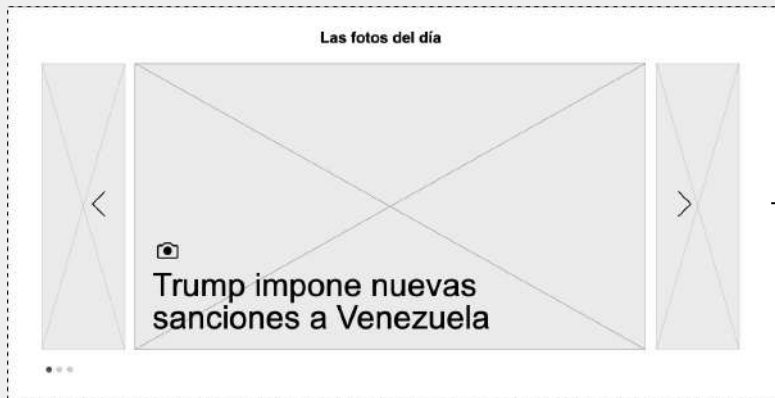 Las fotos del día
Trump impone nuevas
sanciones a Venezuela